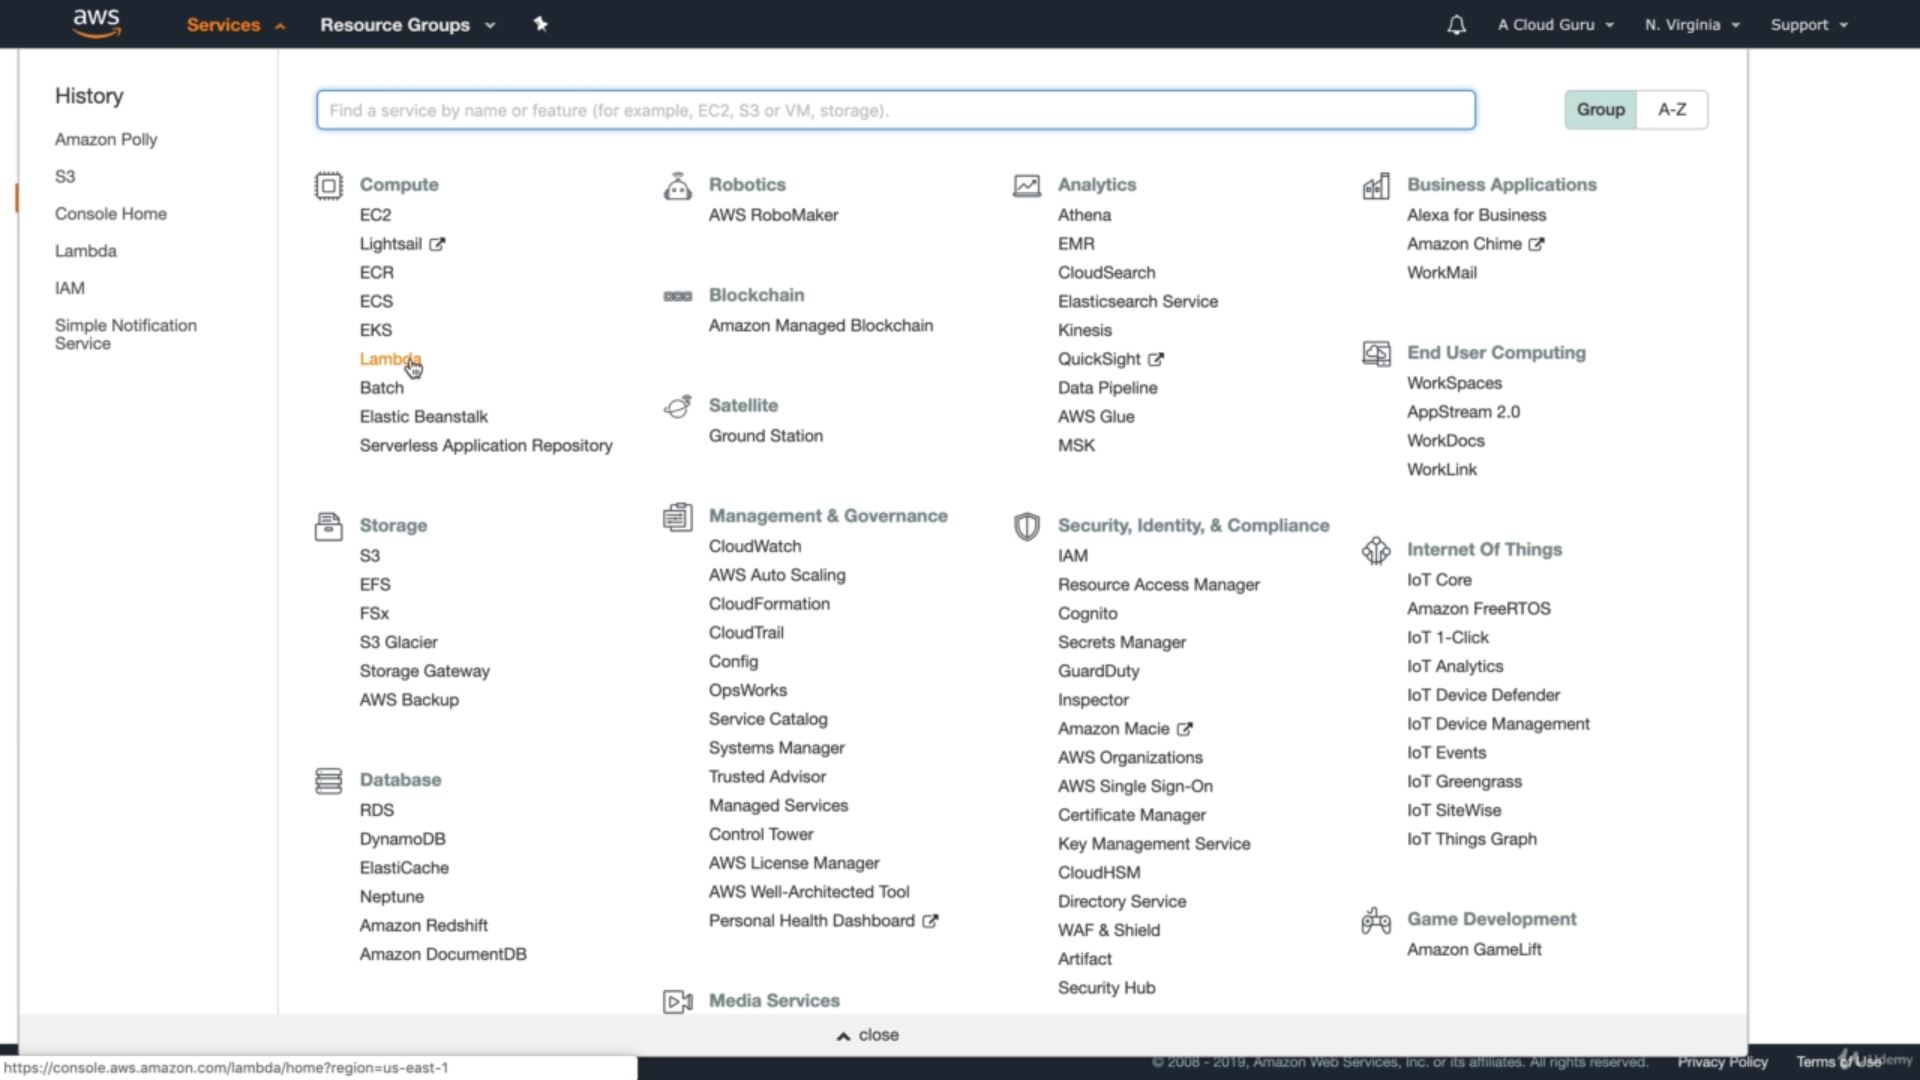 aws
Services
Resource Groups
A Cloud Guru
N. Virginia
Support
History
Amazon Polly
S3
Console Home
Lambda
IAM
Simple Notification
Service
Find a service by name or feature (for example, EC2, S3 or VM, storage).
Group
A-Z
Compute
EC2
Lightsail
ECR
ECS
EKS
Lambda
Batch
Elastic Beanstalk
Serverless Application Repository
Storage
S3
EFS
FSx
S3 Glacier
Storage Gateway
AWS Backup
Database
RDS
DynamoDB
ElastiCache
Neptune
Amazon Redshift
Amazon DocumentDB
Robotics
AWS RoboMaker
Blockchain
Amazon Managed Blockchain
Satellite
Ground Station
Management & Governance
CloudWatch
AWS Auto Scaling
CloudFormation
CloudTrail
Config
OpsWorks
Service Catalog
Systems Manager
Trusted Advisor
Managed Services
Control Tower
AWS License Manager
AWS Well-Architected Tool
Personal Health Dashboard
Media Services
Analytics
Athena
EMR
CloudSearch
Elasticsearch Service
Kinesis
QuickSight
Data Pipeline
AWS Glue
MSK
Security, Identity, & Compliance
IAM
Resource Access Manager
Cognito
Secrets Manager
GuardDuty
Inspector
Amazon Macie
AWS Organizations
AWS Single Sign-On
Certificate Manager
Key Management Service
CloudHSM
Directory Service
WAF & Shield
Artifact
Security Hub
Business Applications
Alexa for Business
Amazon Chime
WorkMail
End User Computing
WorkSpaces
AppStream 2.0
WorkDocs
WorkLink
Internet Of Things
IoT Core
Amazon FreeRTOS
IoT 1-Click
IoT Analytics
IoT Device Defender
IoT Device Management
IoT Events
IoT Greengrass
IoT SiteWise
IoT Things Graph
Game Development
Amazon GameLift
close
https://console.aws.amazon.com/lambda/home?region=us-east-1
© 2008 - 2019, Amazon Web Services, Inc. or its affiliates. All rights reserved.
Privacy Policy
Terms of Use